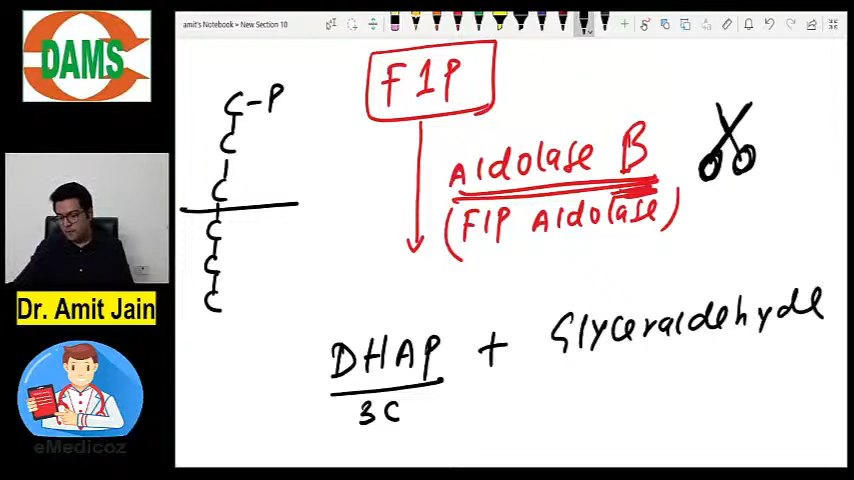 DAMS
amit's Notebook > New Section 10
C-P
C
C
C
C
C
F1P
Aldolase B
(F1P Aldolase)
DHAP + Glyceraldehyde
3C
Dr. Amit Jain
eMedicoz